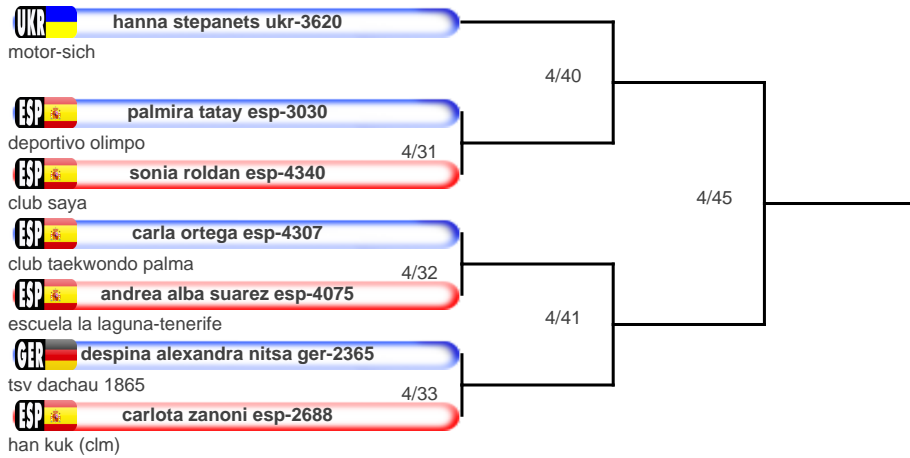 UKR hanna stepanets ukr-3620
motor-sich
4/40
ESP palmira tatay esp-3030
deportivo olimpo
4/31
ESP sonia roldan esp-4340
club saya
4/45
ESP carla ortega esp-4307
club taekwondo palma
4/32
ESP andrea alba suarez esp-4075
escuela la laguna-tenerife
4/41
GER despina alexandra nitsa ger-2365
tsv dachau 1865
4/33
ESP carlota zanoni esp-2688
han kuk (clm)